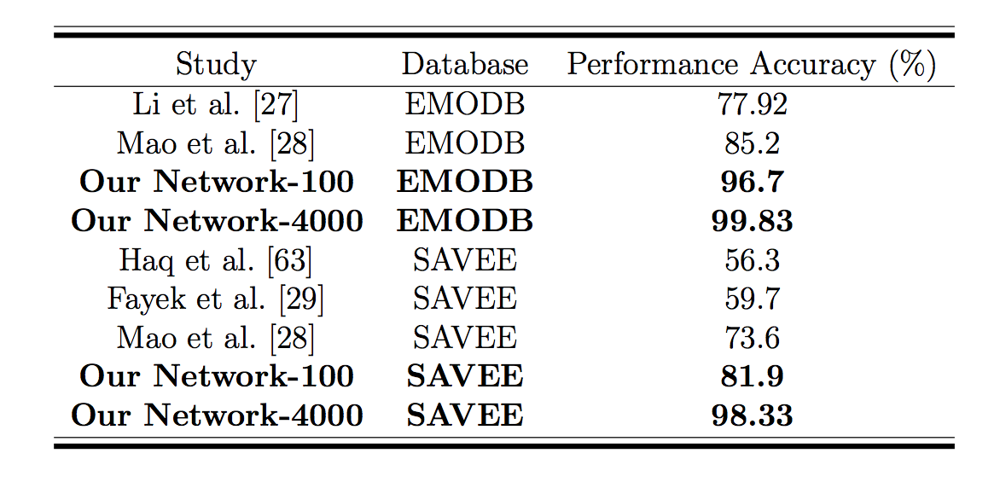 Study Database Performance Accuracy (%)
Li et al. [27] EMODB 77.92
Mao et al. [28] EMODB 85.2
Our Network-100 EMODB 96.7
Our Network-4000 EMODB 99.83
Haq et al. [63] SAVEE 56.3
Fayek et al. [29] SAVEE 59.7
Mao et al. [28] SAVEE 73.6
Our Network-100 SAVEE 81.9
Our Network-4000 SAVEE 98.33